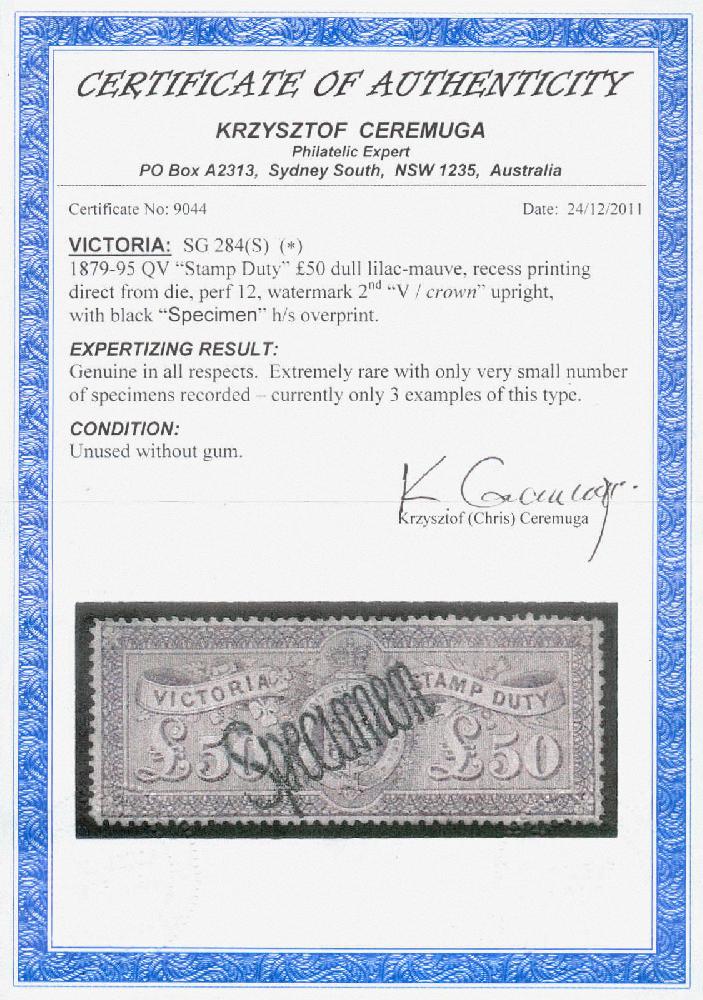 CERTIFICATE OF AUTHENTICITY
KRZYSZTOF CEREMUGA
Philatelic Expert
PO Box A2313, Sydney South, NSW 1235, Australia
Certificate No: 9044 Date: 24/12/2011
VICTORIA: SG 284(S) (*)
1879-95 QV “Stamp Duty” £50 dull lilac-mauve, recess printing
direct from die, perf 12, watermark 2nd “V / crown” upright,
with black “Specimen” h/s overprint.
EXPERTIZING RESULT:
Genuine in all respects. Extremely rare with only very small number
of specimens recorded – currently only 3 examples of this type.
CONDITION:
Unused without gum.
K Ceremuga
Krzysztof (Chris) Ceremuga
VICTORIA STAMP DUTY
£50 Specimen £50